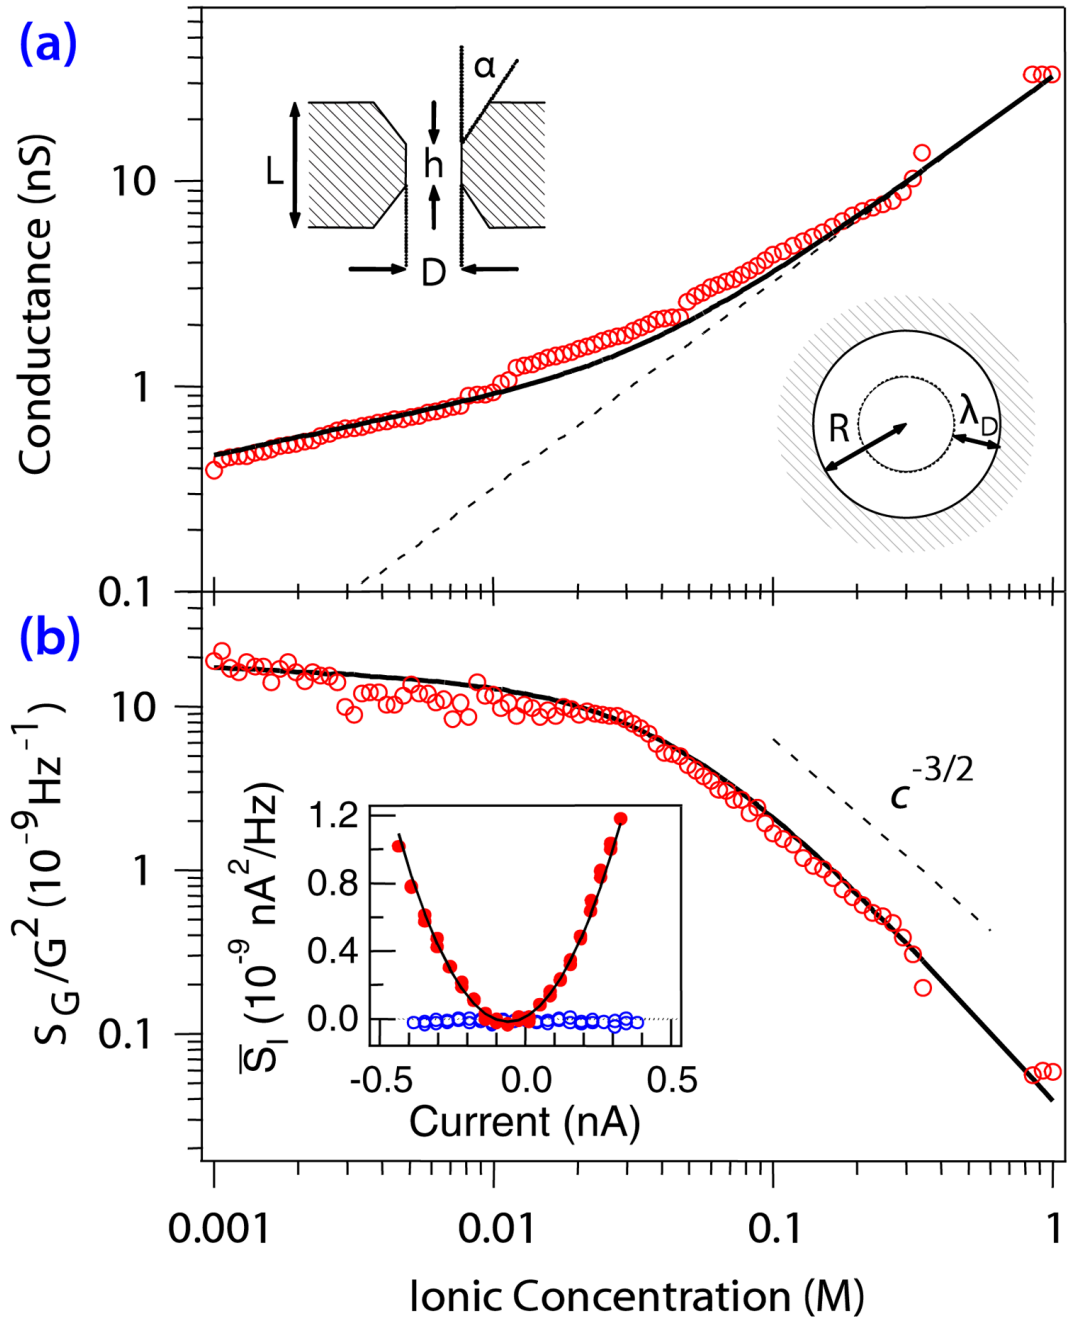 (a)
Conductance (nS)
10
1
0.1
L
h
D
α
R
λD
(b)
SG/G2 (10-9Hz-1)
10
1
0.1
c-3/2
S̅I (10-9 nA2/Hz)
1.2
0.8
0.4
0.0
-0.5 0.0 0.5
Current (nA)
0.001 0.01 0.1 1
Ionic Concentration (M)